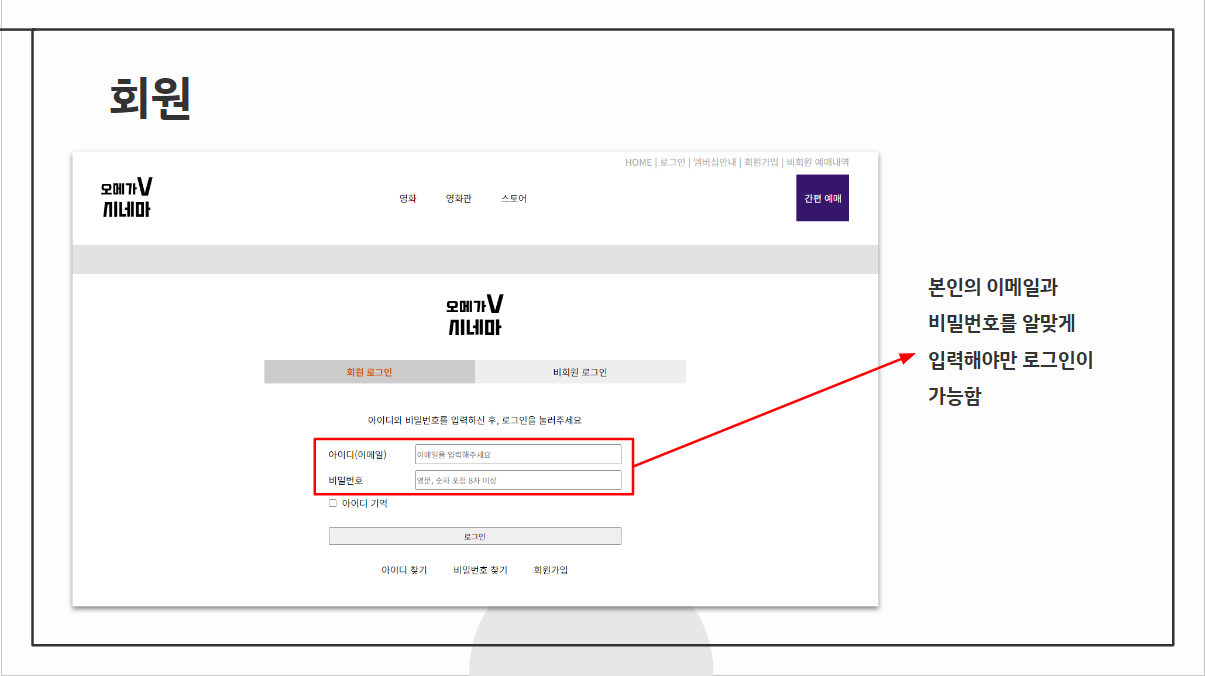 회원
HOME | 로그인 | 멤버십안내 | 회원가입 | 비회원 예매내역
오메가V
시네마
영화 영화관 스토어
간편 예매
오메가V
시네마
회원 로그인 비회원 로그인
아이디와 비밀번호를 입력하신 후, 로그인을 눌러주세요
아이디(이메일) 이메일을 입력해주세요
비밀번호 영문, 숫자 포함 8자 이상
아이디 기억
로그인
아이디 찾기 비밀번호 찾기 회원가입
본인의 이메일과
비밀번호를 알맞게
입력해야만 로그인이
가능함